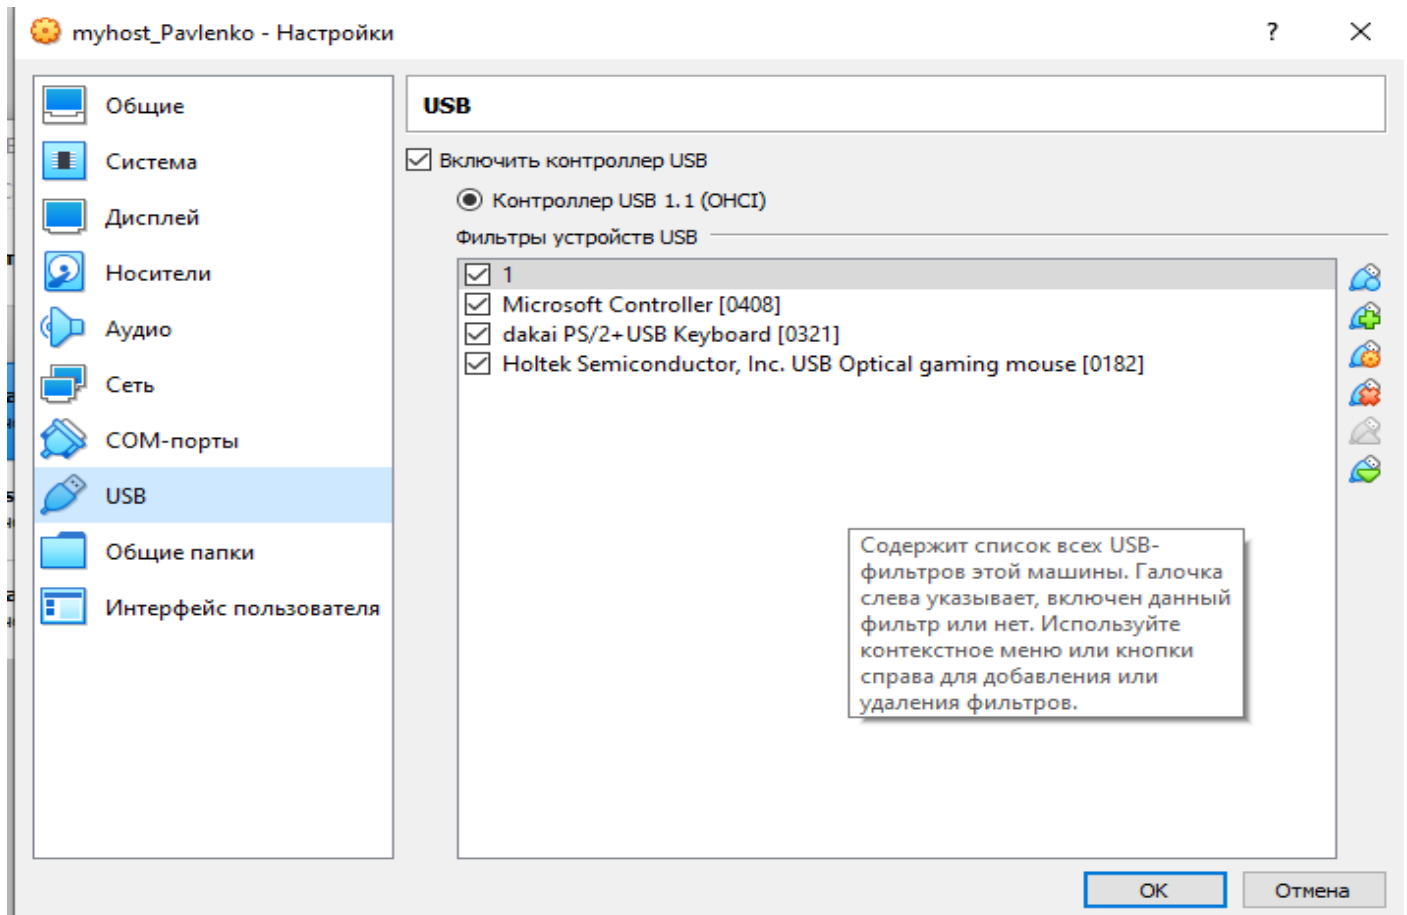 myhost_Pavlenko - Настройки
?
Общие
Система
Дисплей
Носители
Аудио
Сеть
COM-порты
USB
Общие папки
Интерфейс пользователя
USB
Включить контроллер USB
Контроллер USB 1.1 (OHCI)
Фильтры устройств USB
1
Microsoft Controller [0408]
dakai PS/2+USB Keyboard [0321]
Holtek Semiconductor, Inc. USB Optical gaming mouse [0182]
Содержит список всех USB-
фильтров этой машины. Галочка
слева указывает, включен данный
фильтр или нет. Используйте
контекстное меню или кнопки
справа для добавления или
удаления фильтров.
OK
Отмена